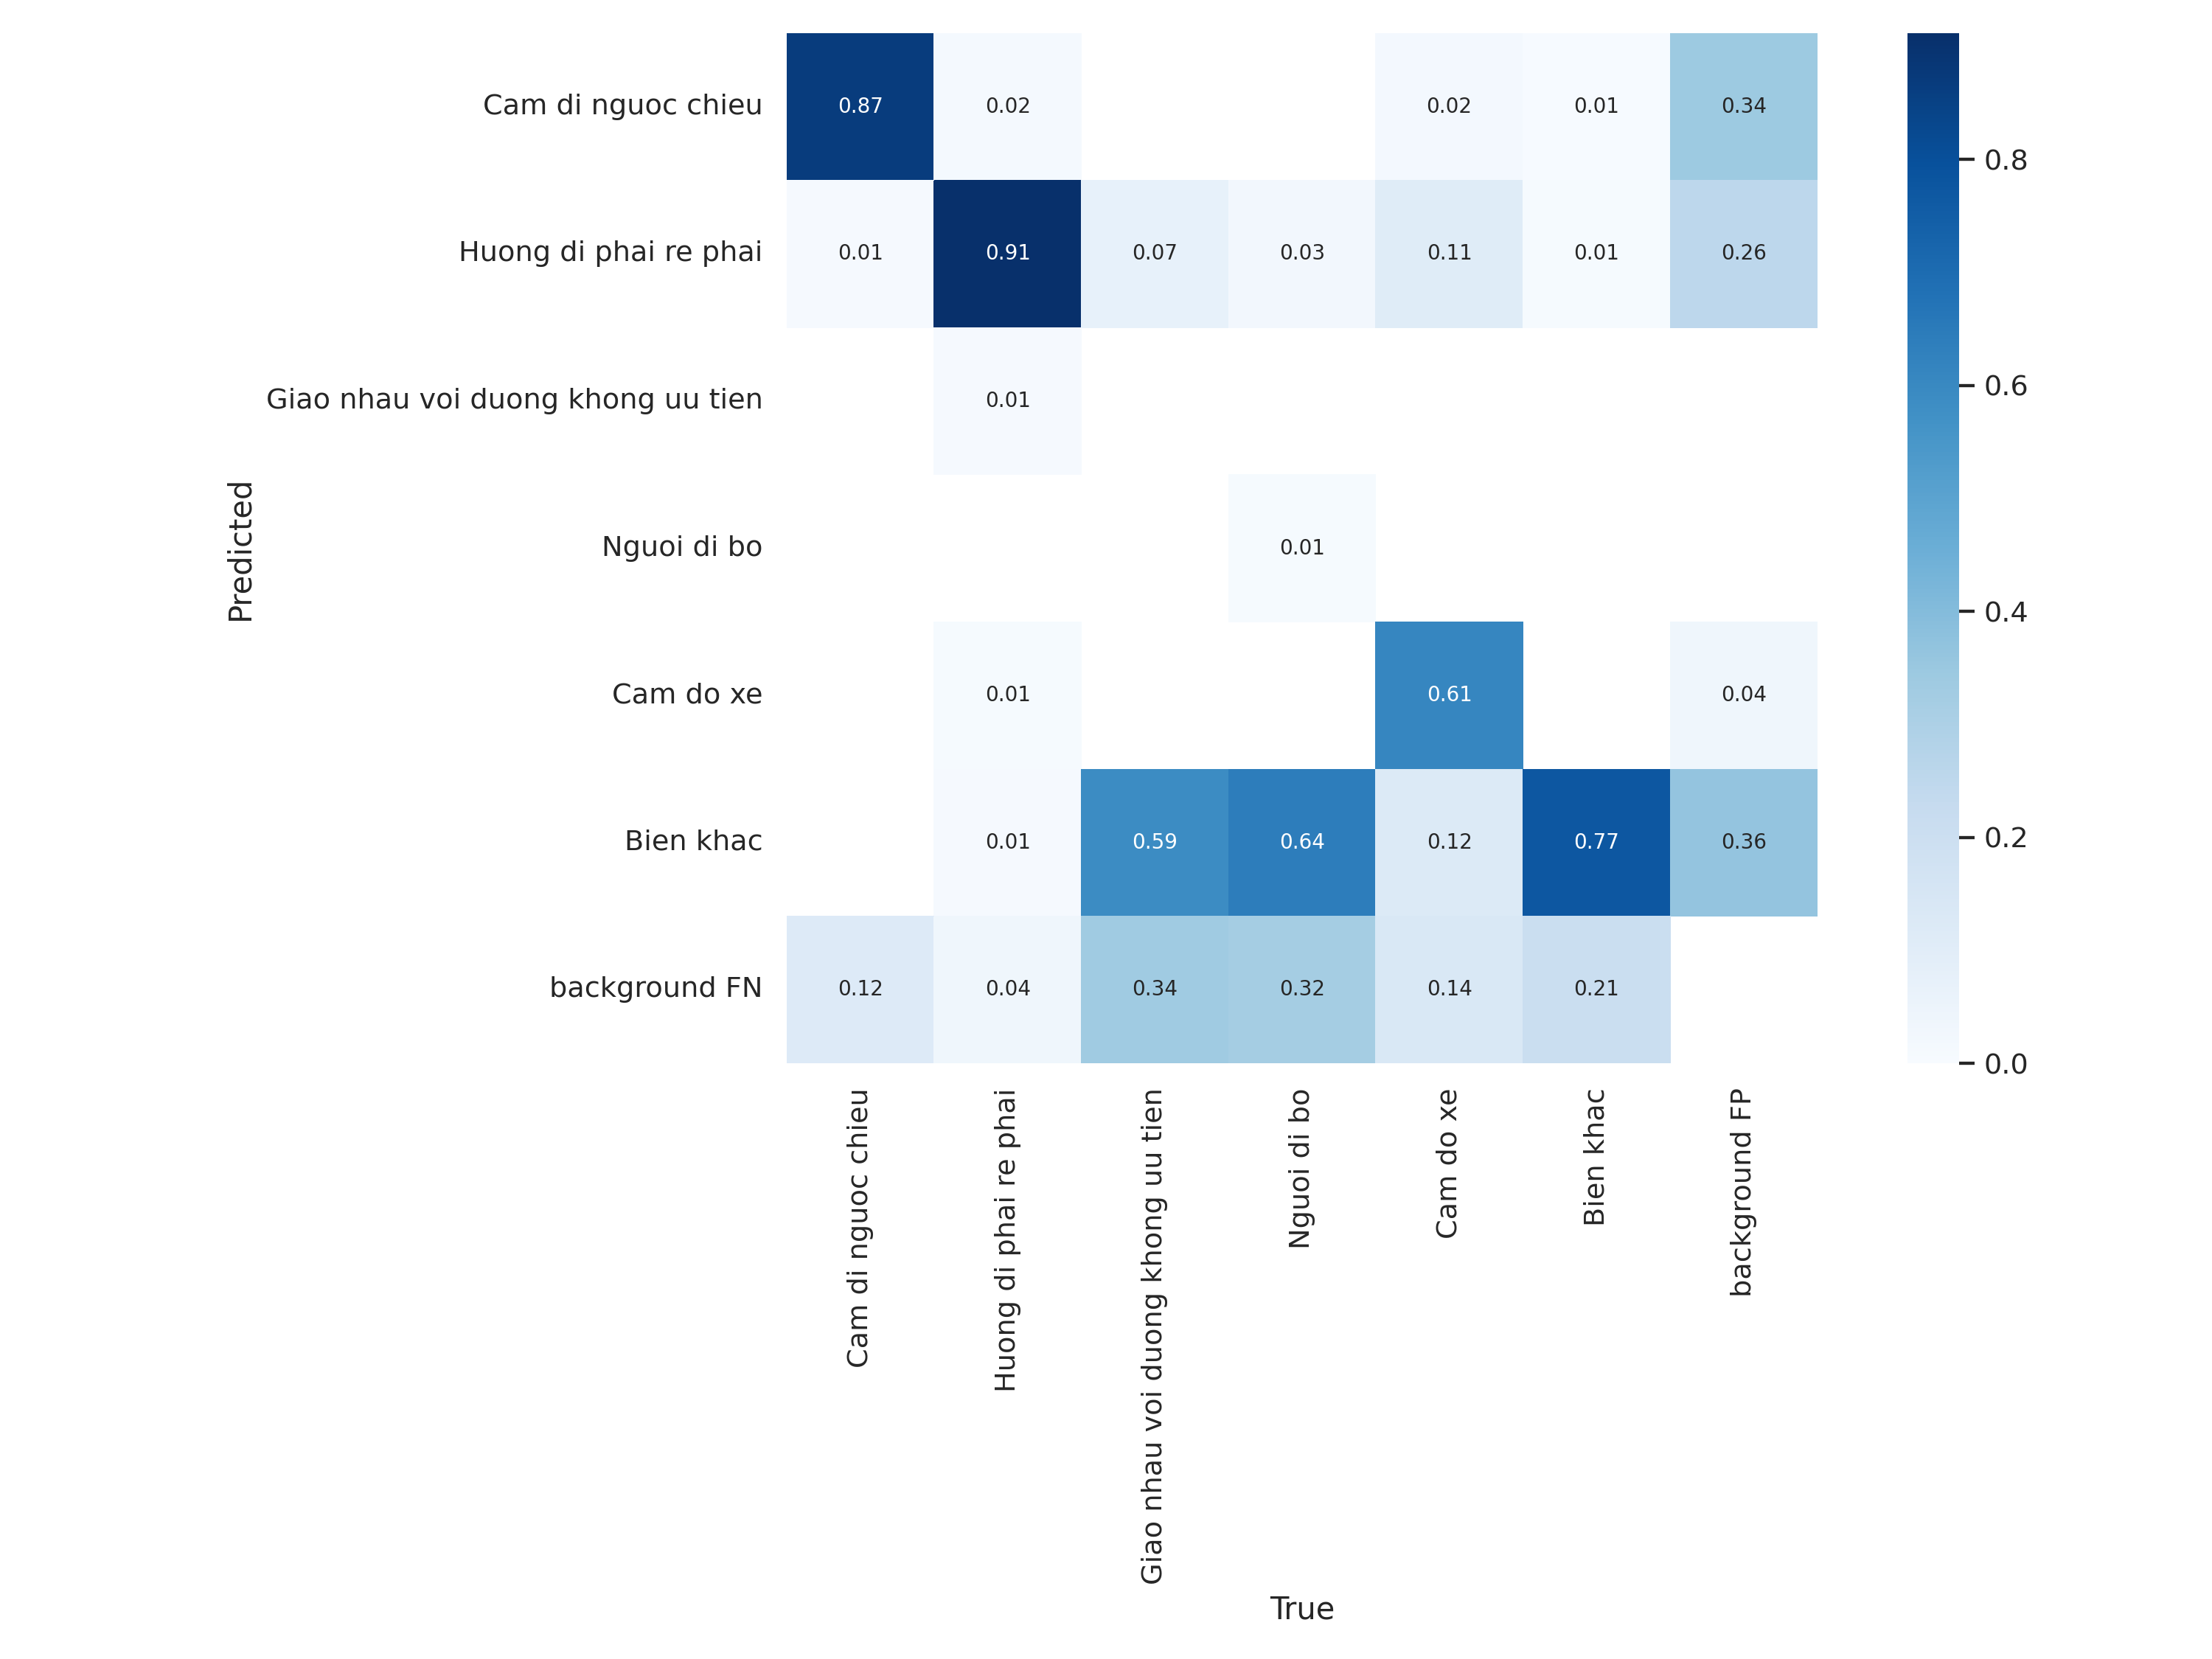 Cam di nguoc chieu 0.87 0.02 0.02 0.01 0.34
Huong di phai re phai 0.01 0.91 0.07 0.03 0.11 0.01 0.26
Giao nhau voi duong khong uu tien 0.01
Nguoi di bo 0.01
Cam do xe 0.01 0.61 0.04
Bien khac 0.01 0.59 0.64 0.12 0.77 0.36
background FN 0.12 0.04 0.34 0.32 0.14 0.21
Predicted
Cam di nguoc chieu
Huong di phai re phai
Giao nhau voi duong khong uu tien
Nguoi di bo
Cam do xe
Bien khac
background FP
True
0.8
0.6
0.4
0.2
0.0